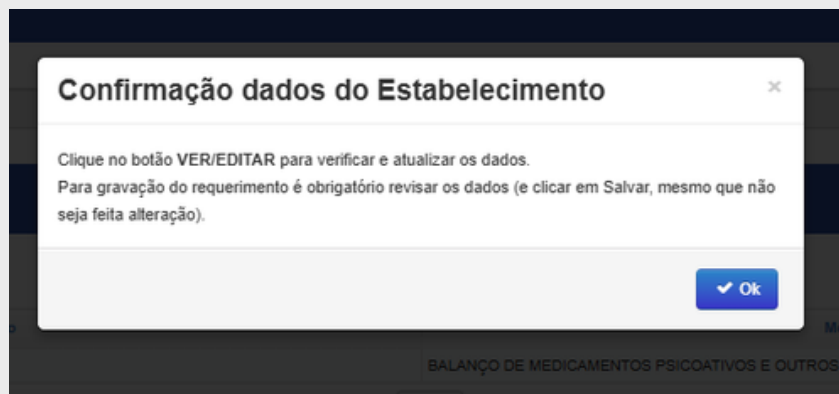 Confirmação dados do Estabelecimento
×
Clique no botão VER/EDITAR para verificar e atualizar os dados.
Para gravação do requerimento é obrigatório revisar os dados (e clicar em Salvar, mesmo que não
seja feita alteração).
✔ Ok
BALANÇO DE MEDICAMENTOS PSICOATIVOS E OUTROS